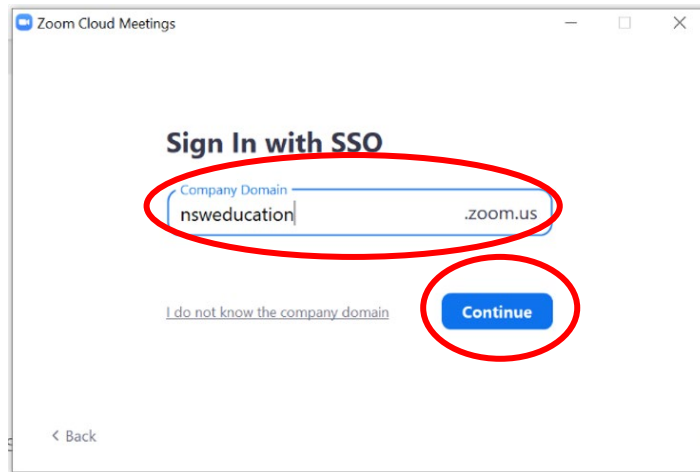 Zoom Cloud Meetings
Sign In with SSO
Company Domain
nsweducation .zoom.us
I do not know the company domain
Continue
< Back